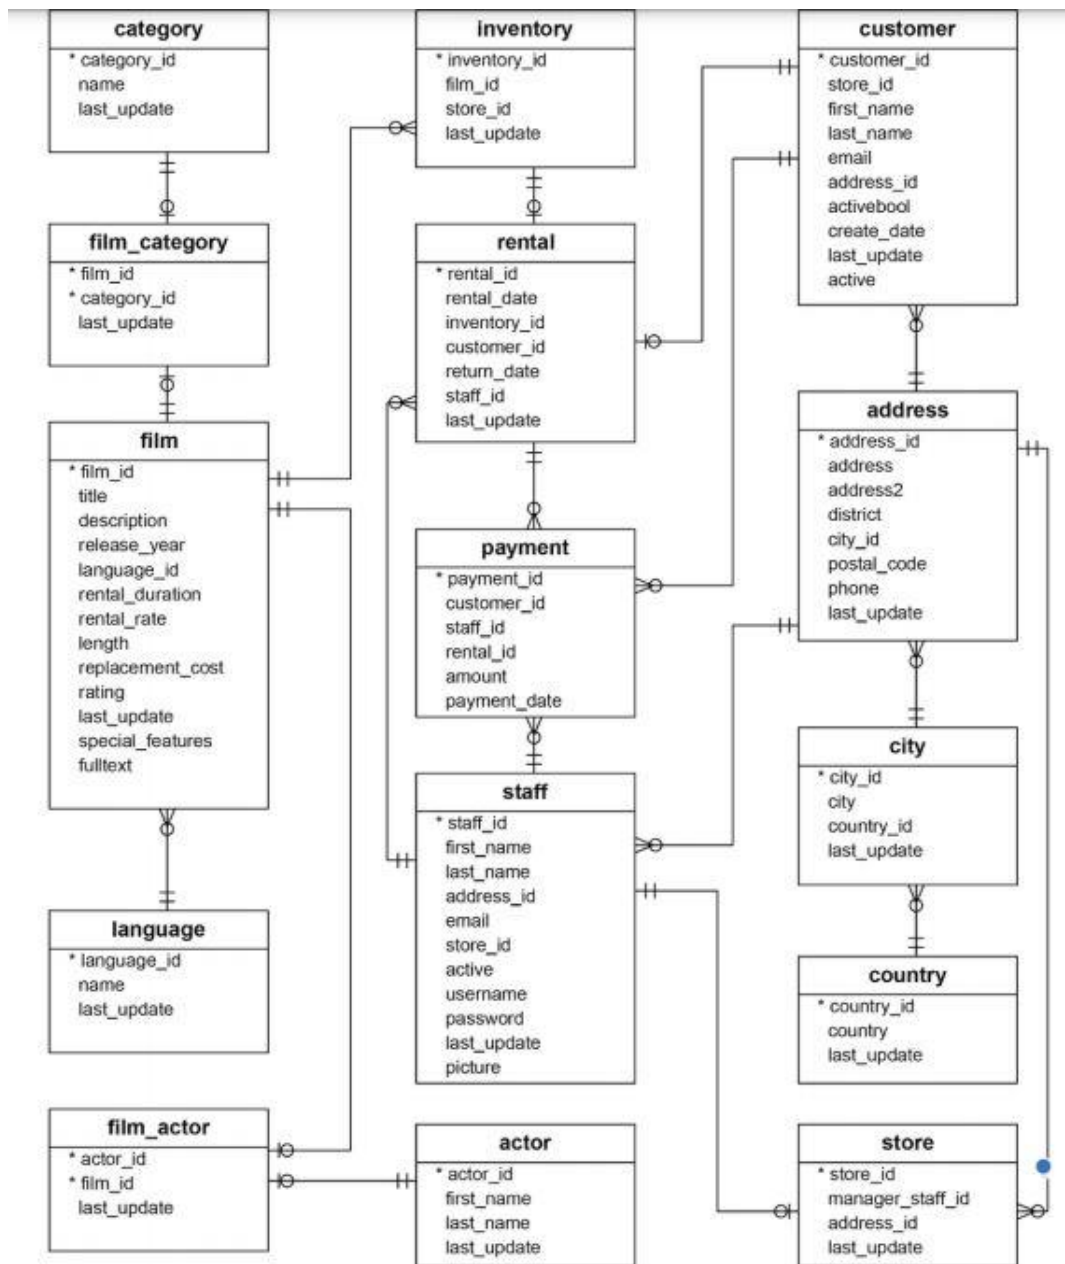 category
* category_id
name
last_update
film_category
* film_id
* category_id
last_update
film
* film_id
title
description
release_year
language_id
rental_duration
rental_rate
length
replacement_cost
rating
last_update
special_features
fulltext
language
* language_id
name
last_update
film_actor
* actor_id
* film_id
last_update
inventory
* inventory_id
film_id
store_id
last_update
rental
* rental_id
rental_date
inventory_id
customer_id
return_date
staff_id
last_update
payment
* payment_id
customer_id
staff_id
rental_id
amount
payment_date
staff
* staff_id
first_name
last_name
address_id
email
store_id
active
username
password
last_update
picture
actor
* actor_id
first_name
last_name
last_update
customer
* customer_id
store_id
first_name
last_name
email
address_id
activebool
create_date
last_update
active
address
* address_id
address
address2
district
city_id
postal_code
phone
last_update
city
* city_id
city
country_id
last_update
country
* country_id
country
last_update
store
* store_id
manager_staff_id
address_id
last_update